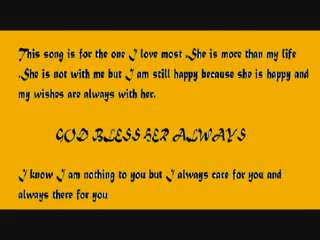 This song is for the one I love most .She is more than my life
.She is not with me but I am still happy because she is happy and
my wishes are always with her.
GOD BLESS HER ALWAYS
I know I am nothing to you but I always care for you and
always there for you